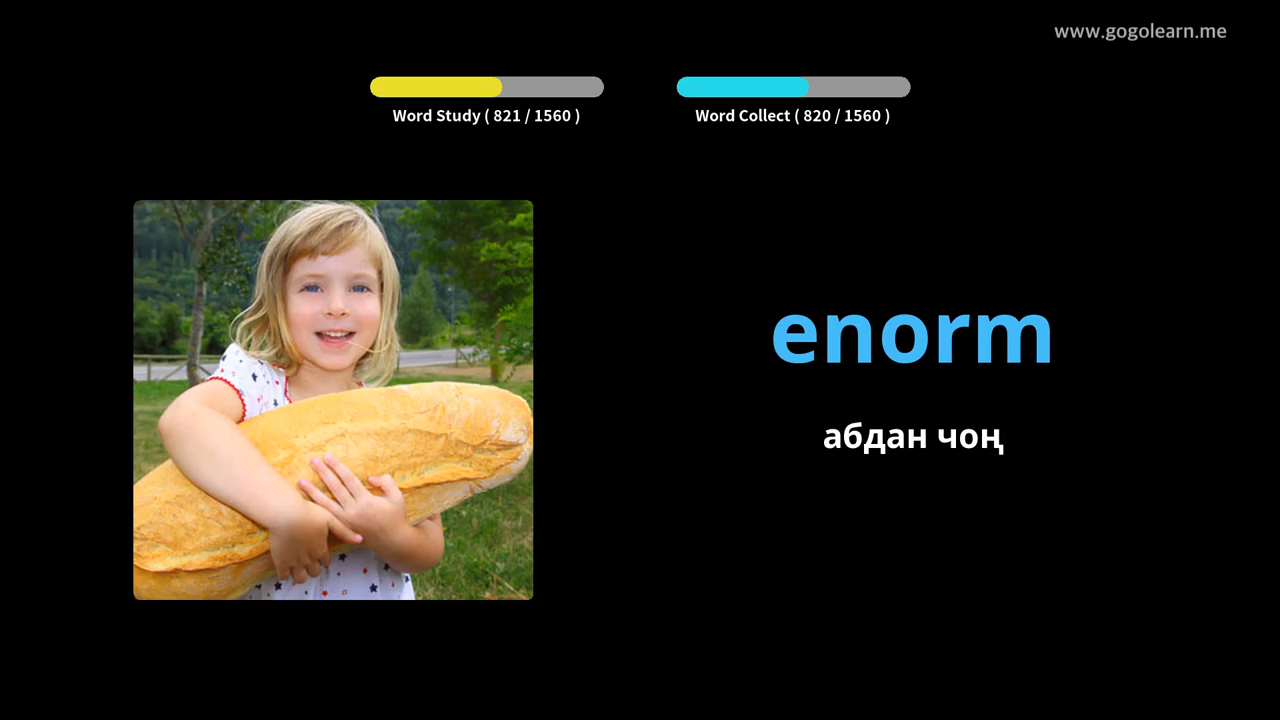 www.gogolearn.me
Word Study ( 821 / 1560 )
Word Collect ( 820 / 1560 )
enorm
абдан чоң